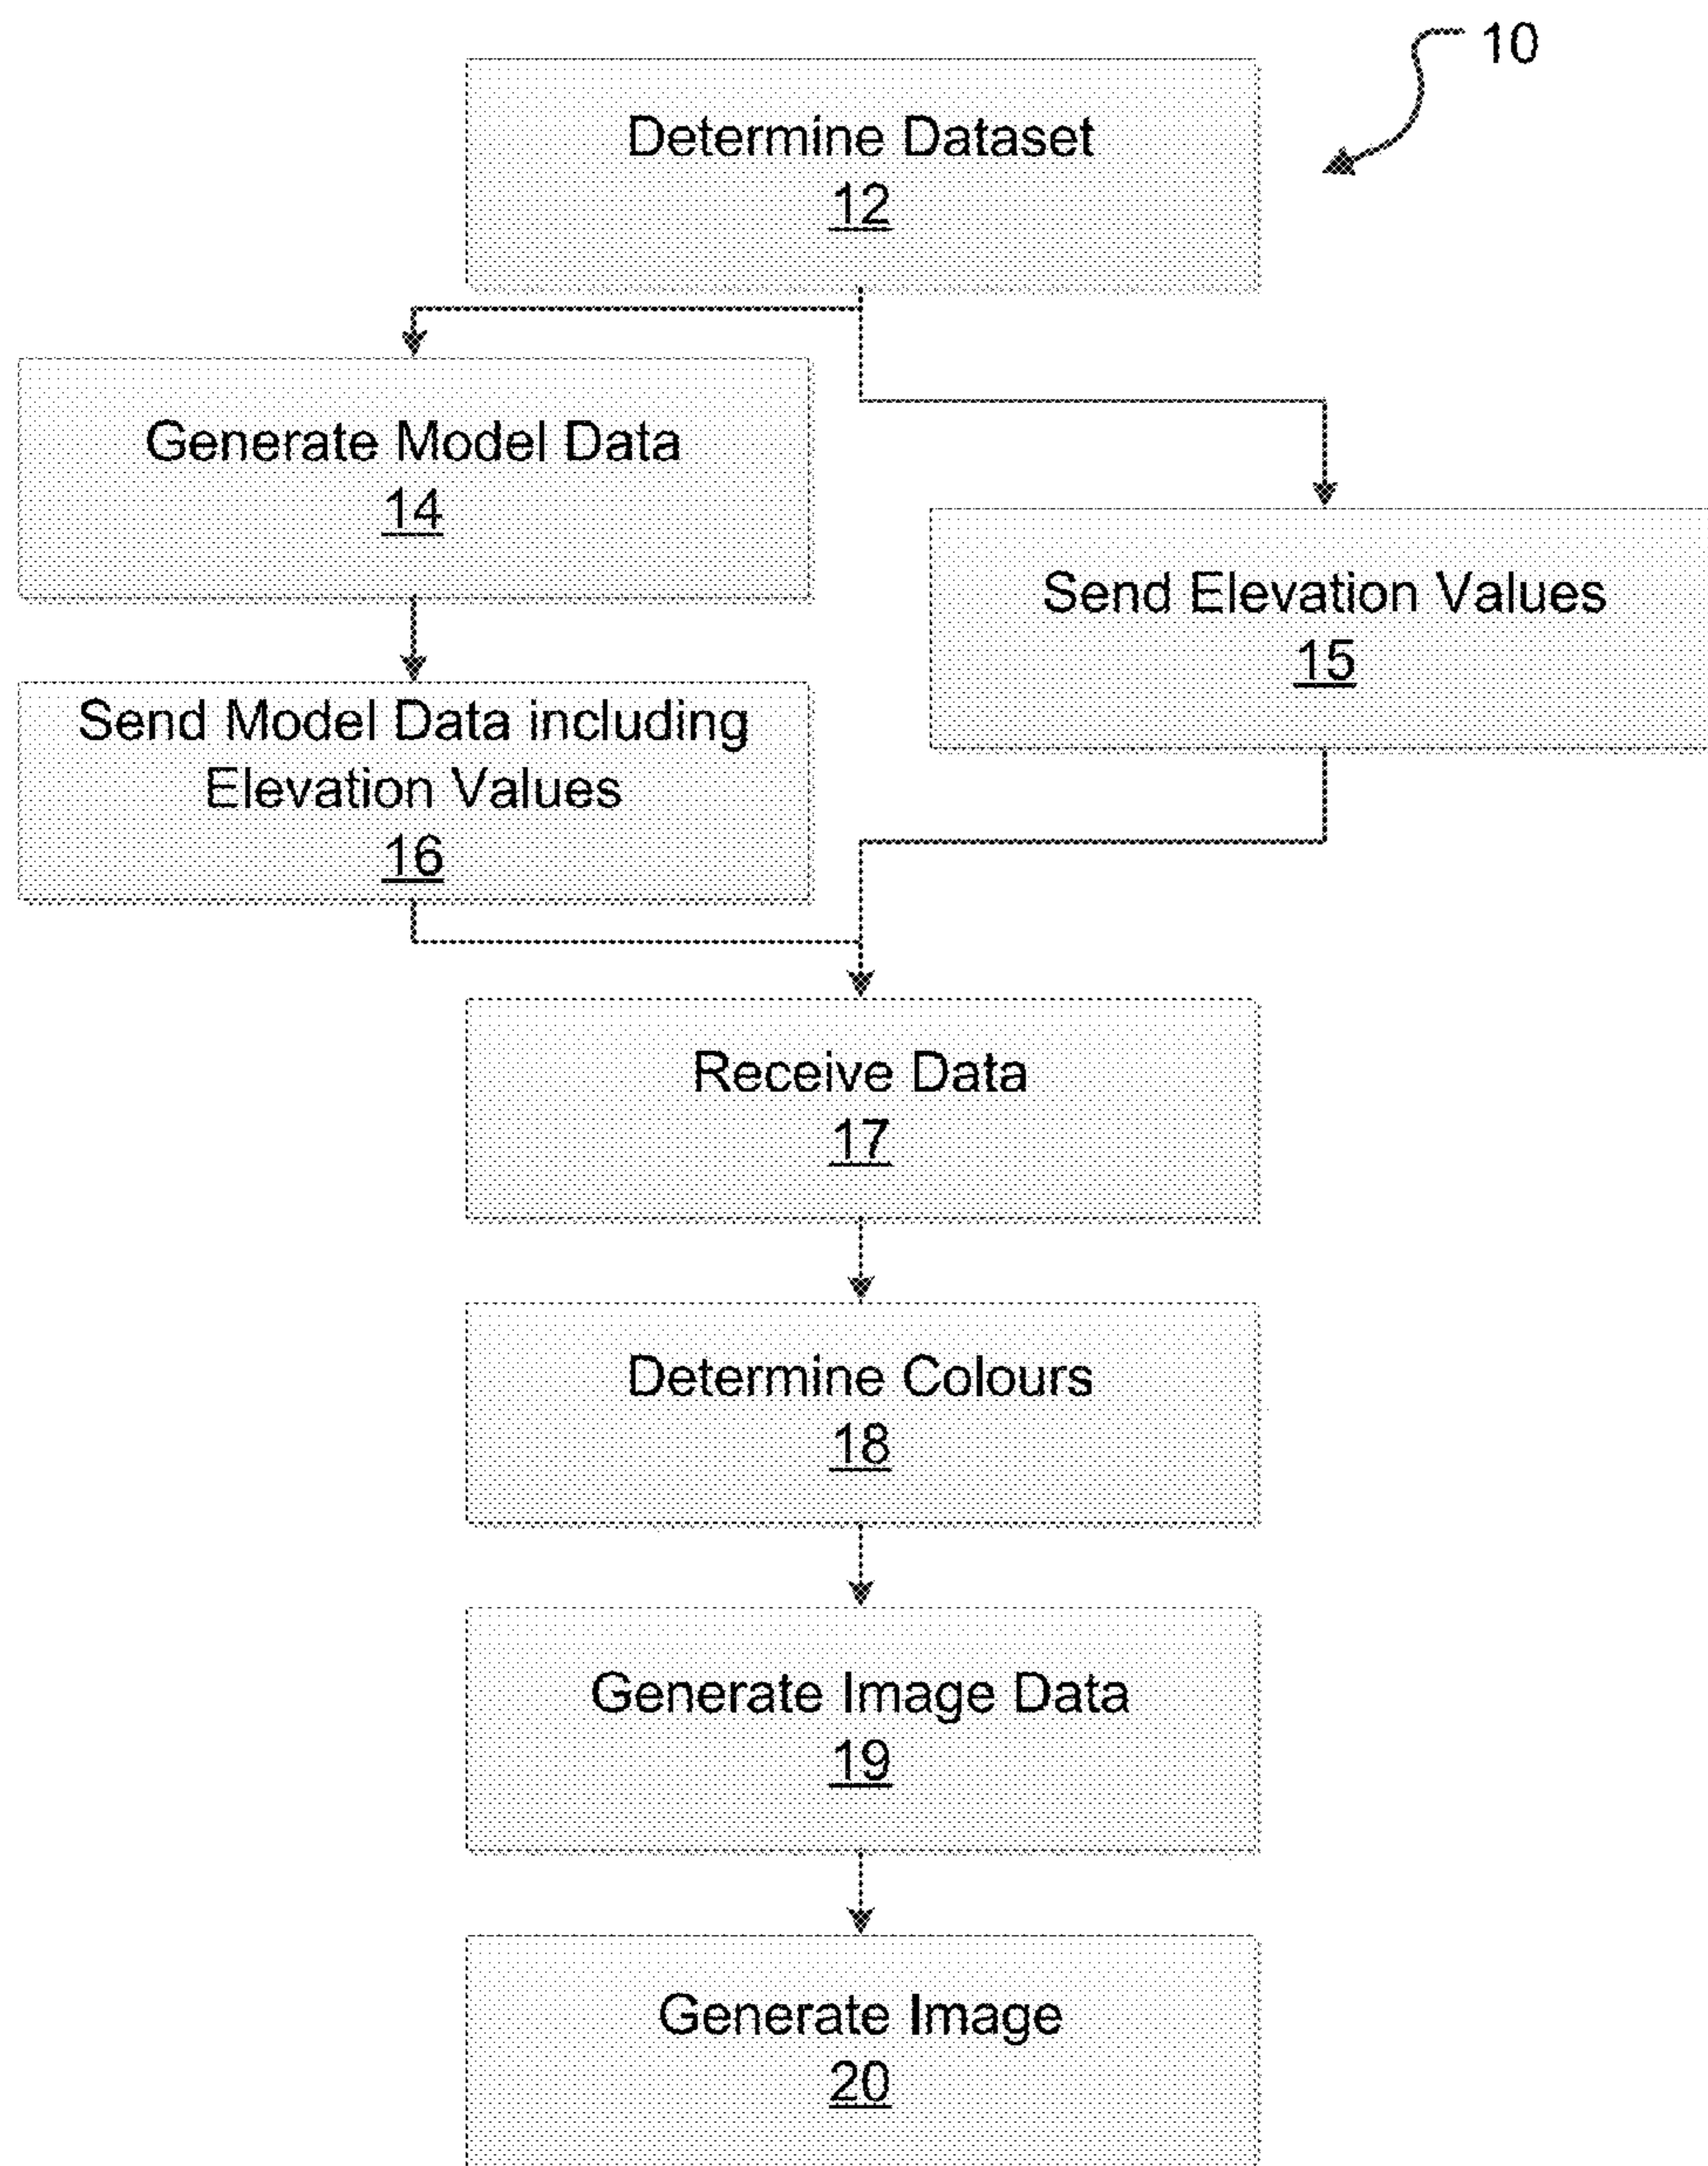 10
Determine Dataset
12
Generate Model Data
14
Send Elevation Values
15
Send Model Data including
Elevation Values
16
Receive Data
17
Determine Colours
18
Generate Image Data
19
Generate Image
20